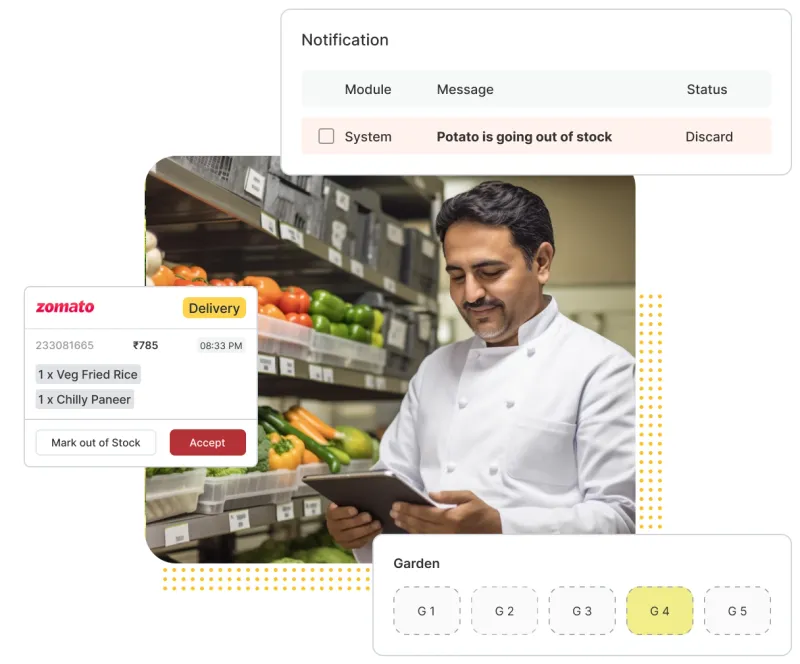 Notification
Module Message Status
System Potato is going out of stock Discard
zomato Delivery
233081665 ₹785 08:33 PM
1 x Veg Fried Rice
1 x Chilly Paneer
Mark out of Stock Accept
Garden
G 1 G 2 G 3 G 4 G 5